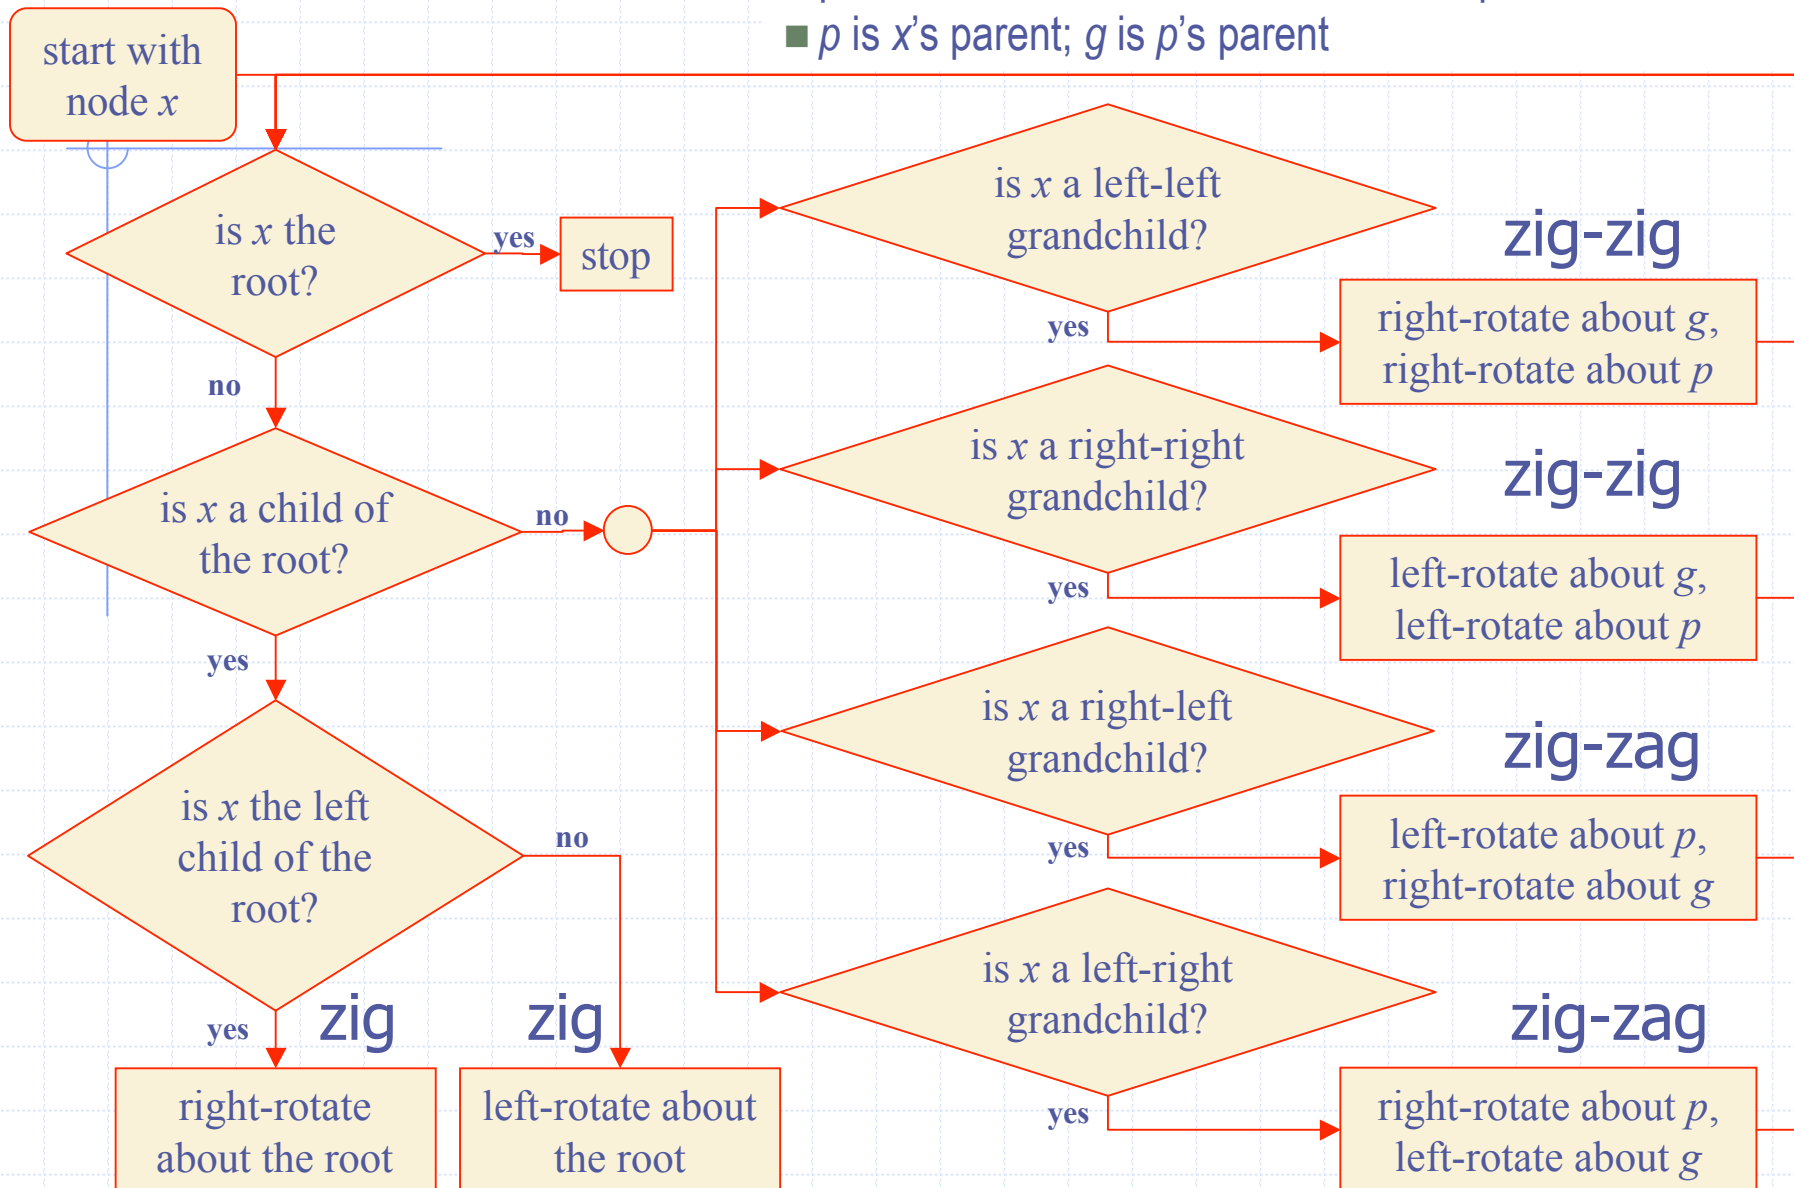 p is x’s parent; g is p’s parent
start with
node x
is x the
root?
yes
stop
no
is x a child of
the root?
no
yes
is x the left
child of the
root?
no
yes
zig
zig
right-rotate
about the root
left-rotate about
the root
is x a left-left
grandchild?
yes
zig-zig
right-rotate about g,
right-rotate about p
is x a right-right
grandchild?
yes
zig-zig
left-rotate about g,
left-rotate about p
is x a right-left
grandchild?
yes
zig-zag
left-rotate about p,
right-rotate about g
is x a left-right
grandchild?
yes
zig-zag
right-rotate about p,
left-rotate about g